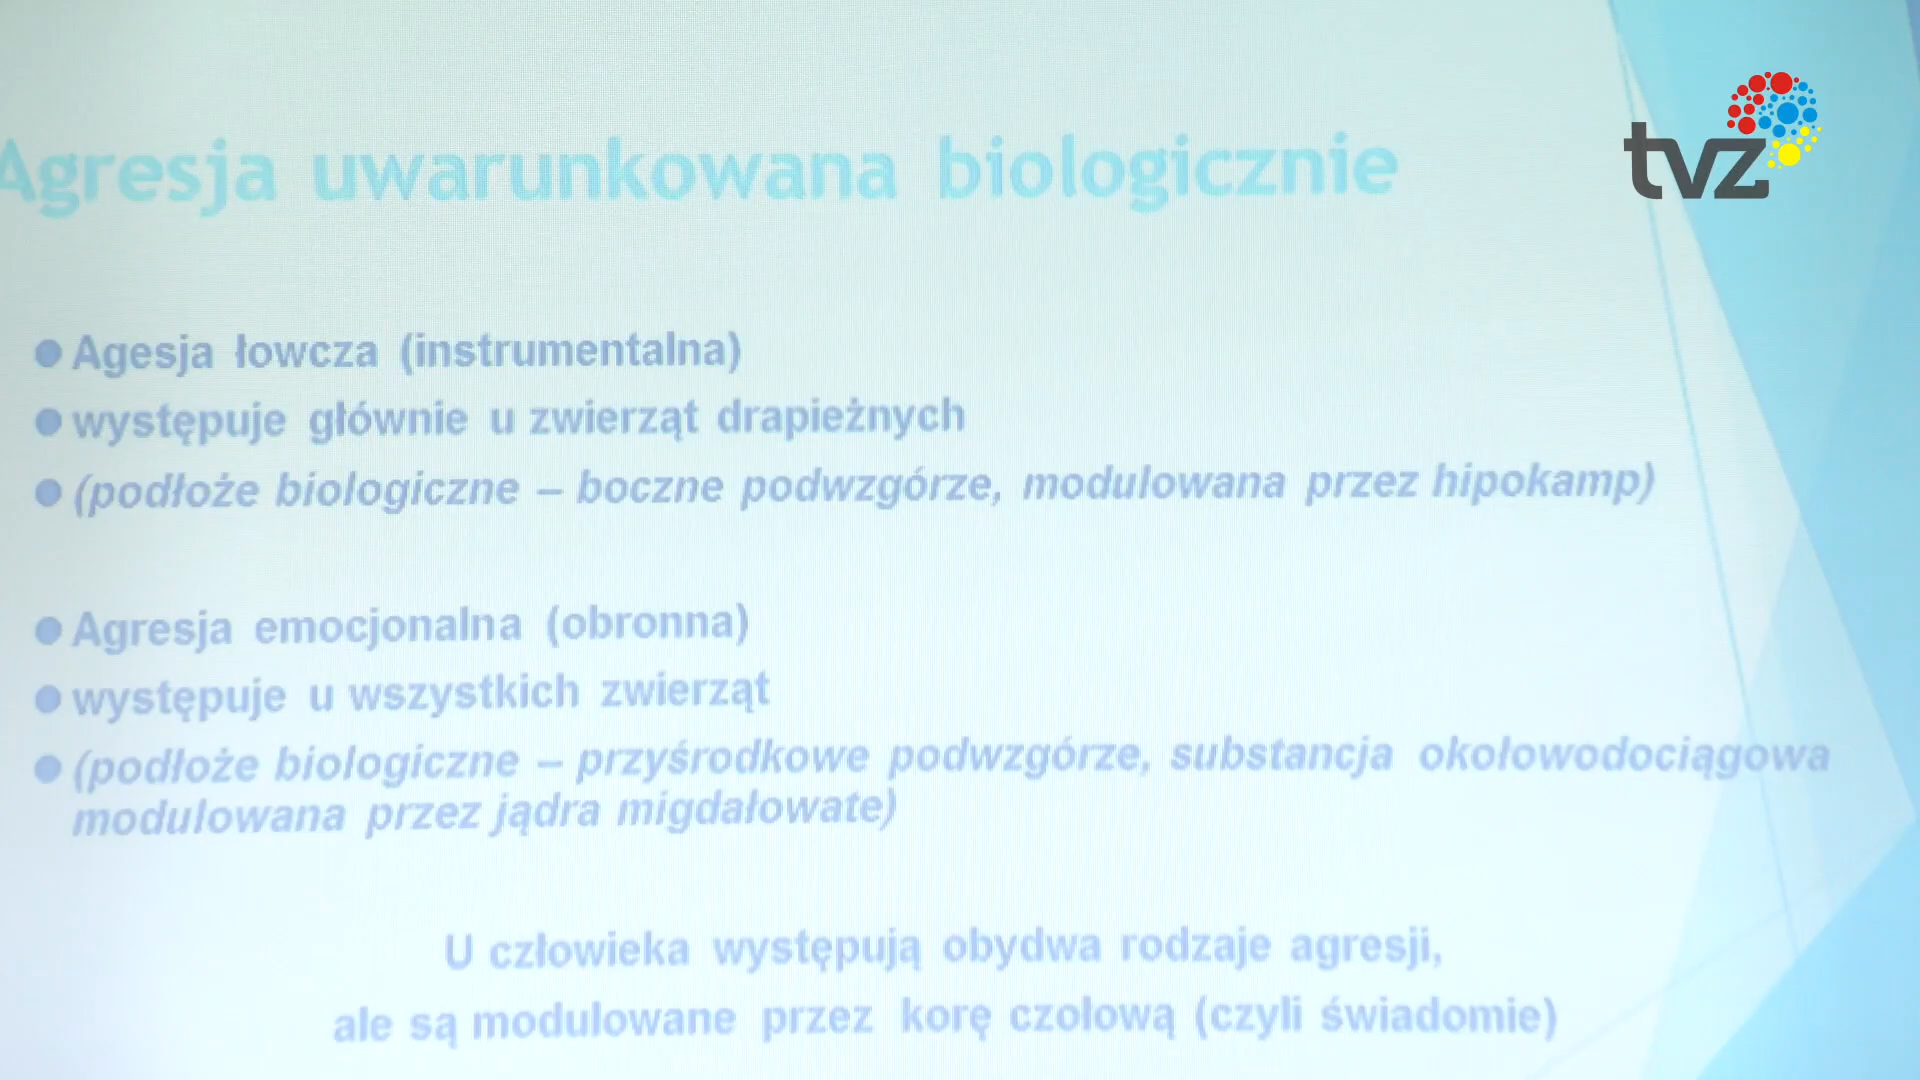 tvz
Agresja uwarunkowana biologicznie
● Agesja łowcza (instrumentalna)
● występuje głównie u zwierząt drapieżnych
● (podłoże biologiczne – boczne podwzgórze, modulowana przez hipokamp)
● Agresja emocjonalna (obronna)
● występuje u wszystkich zwierząt
● (podłoże biologiczne – przyśrodkowe podwzgórze, substancja okołowodociągowa
modulowana przez jądra migdałowate)
U człowieka występują obydwa rodzaje agresji,
ale są modulowane przez korę czołową (czyli świadomie)